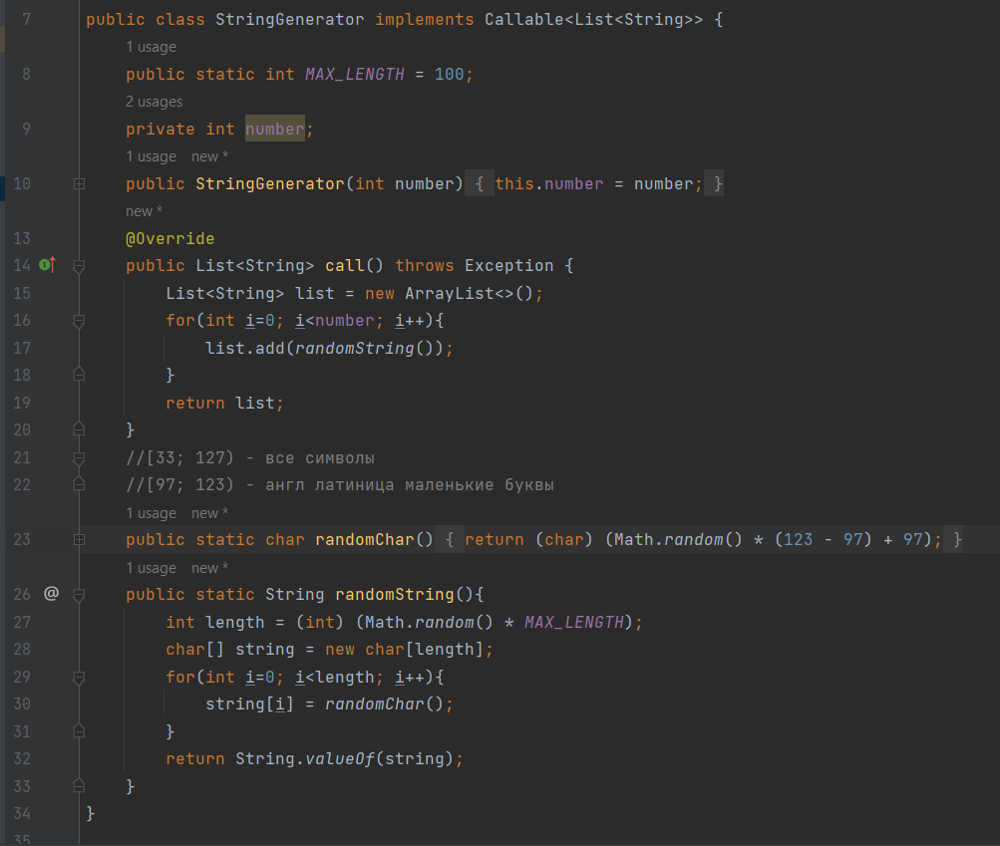 7 public class StringGenerator implements Callable<List<String>> {
1 usage
8 public static int MAX_LENGTH = 100;
2 usages
9 private int number;
1 usage new *
10 public StringGenerator(int number) { this.number = number; }
new *
13 @Override
14 public List<String> call() throws Exception {
15 List<String> list = new ArrayList<>();
16 for(int i=0; i<number; i++){
17 list.add(randomString());
18 }
19 return list;
20 }
21 //[33; 127) - все символы
22 //[97; 123) - англ латиница маленькие буквы
1 usage new *
23 public static char randomChar() { return (char) (Math.random() * (123 - 97) + 97); }
1 usage new *
26 @ public static String randomString(){
27 int length = (int) (Math.random() * MAX_LENGTH);
28 char[] string = new char[length];
29 for(int i=0; i<length; i++){
30 string[i] = randomChar();
31 }
32 return String.valueOf(string);
33 }
34 }
35